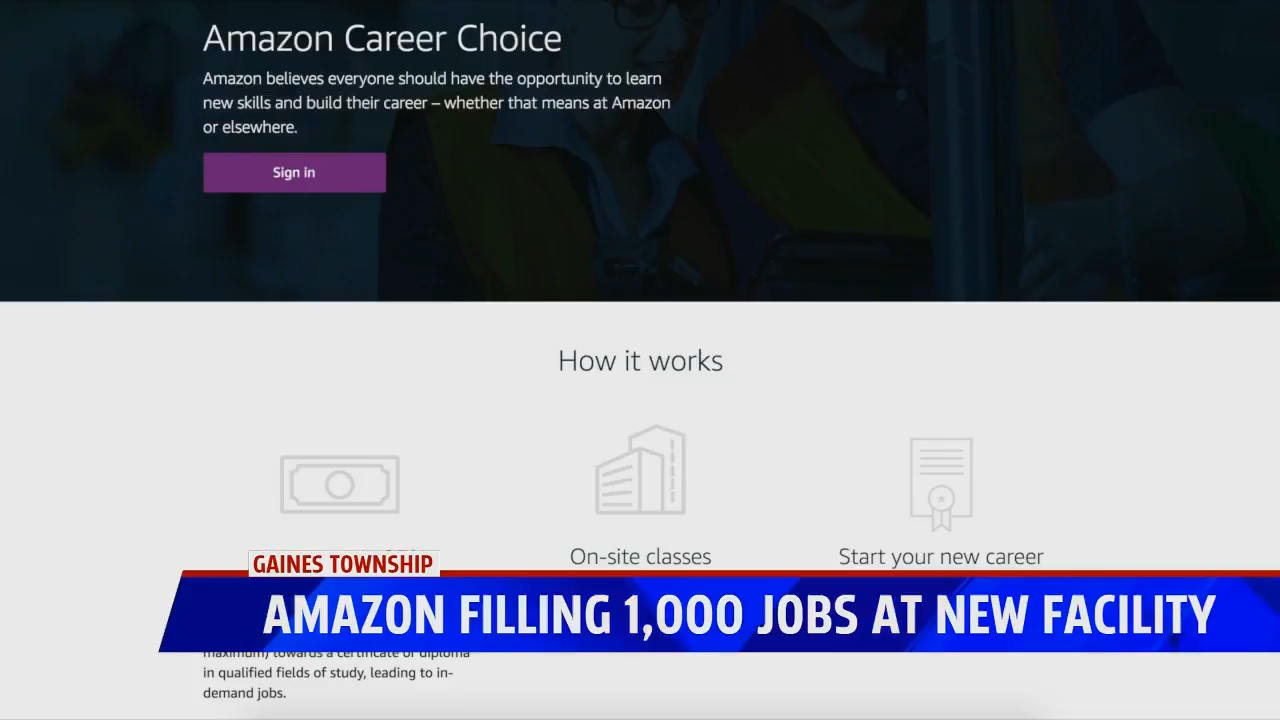 Amazon Career Choice
Amazon believes everyone should have the opportunity to learn
new skills and build their career – whether that means at Amazon
or elsewhere.
Sign in
How it works
On-site classes
Start your new career
GAINES TOWNSHIP
AMAZON FILLING 1,000 JOBS AT NEW FACILITY
maximum) towards a certificate or diploma
in qualified fields of study, leading to in-
demand jobs.